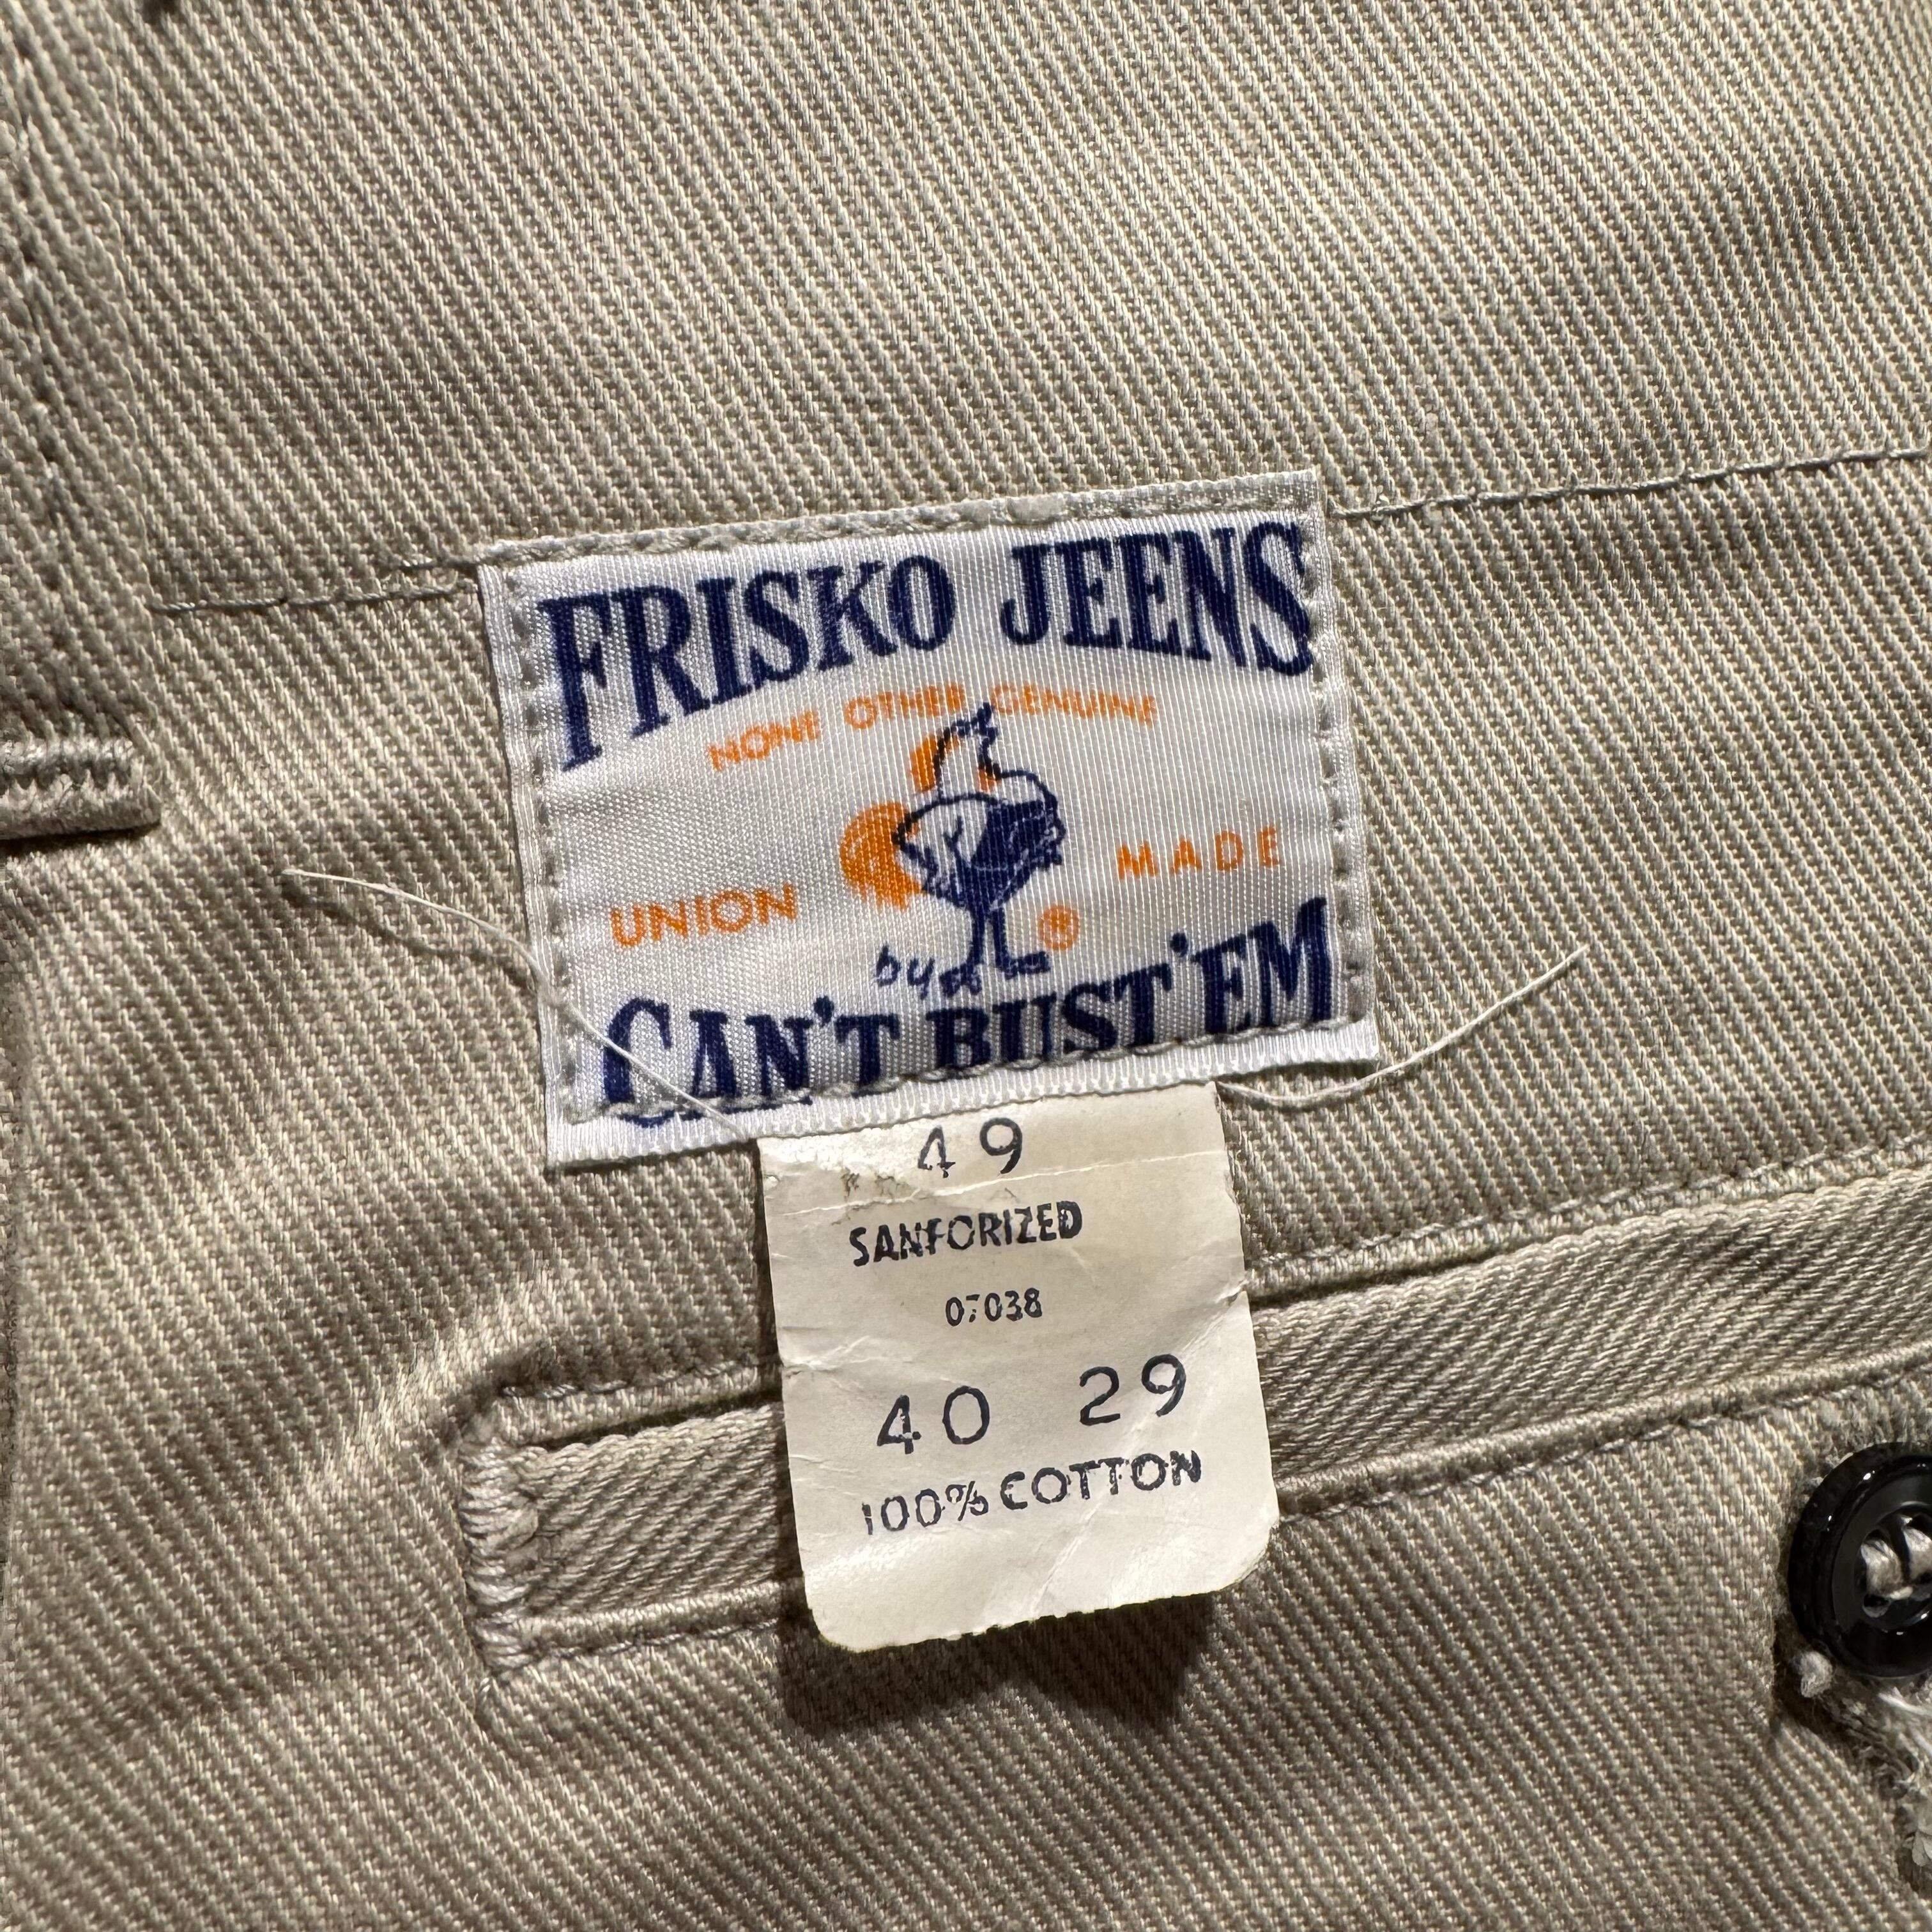 FRISKO JEENS
NONE OTHER GENUINE
UNION MADE
®
by
CAN'T BUST 'EM
49
SANFORIZED
07038
40 29
100% COTTON